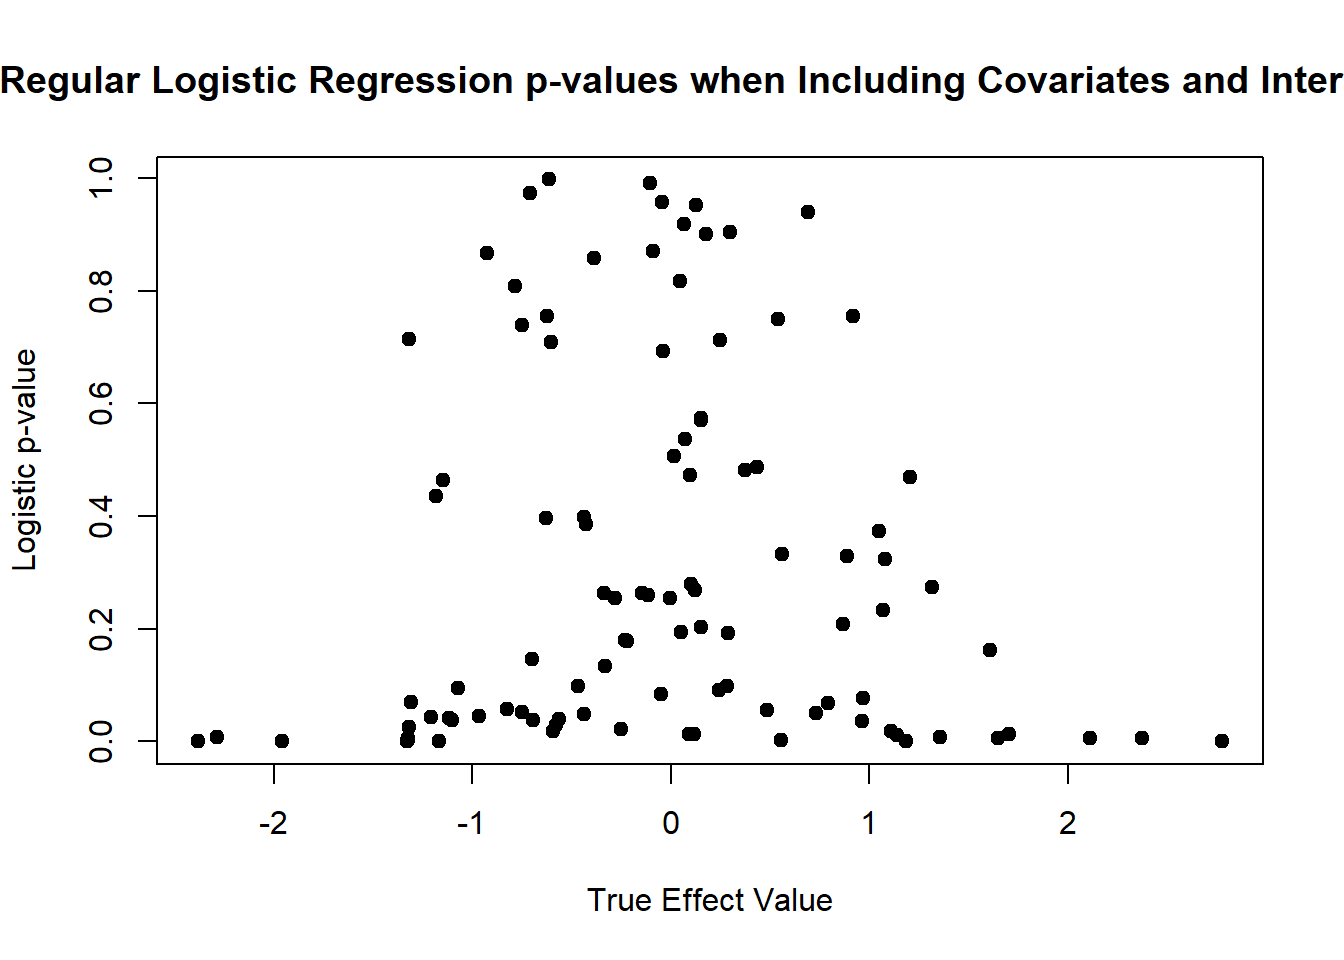 Regular Logistic Regression p-values when Including Covariates and Inter
1.0
0.8
0.6
0.4
0.2
0.0
Logistic p-value
-2 -1 0 1 2
True Effect Value